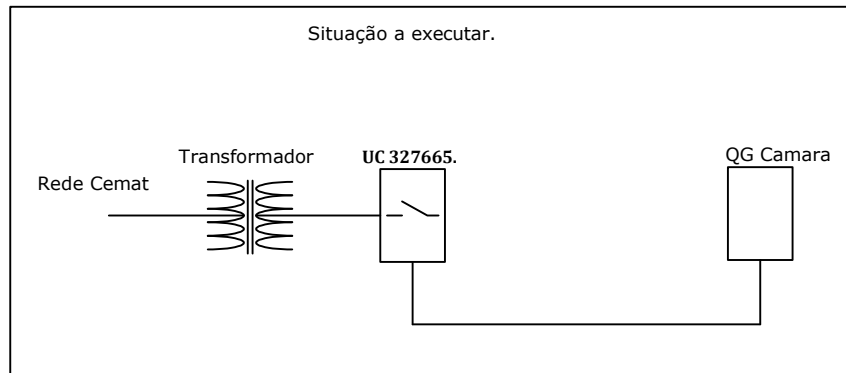 Situação a executar.
Transformador
UC 327665.
QG Camara
Rede Cemat